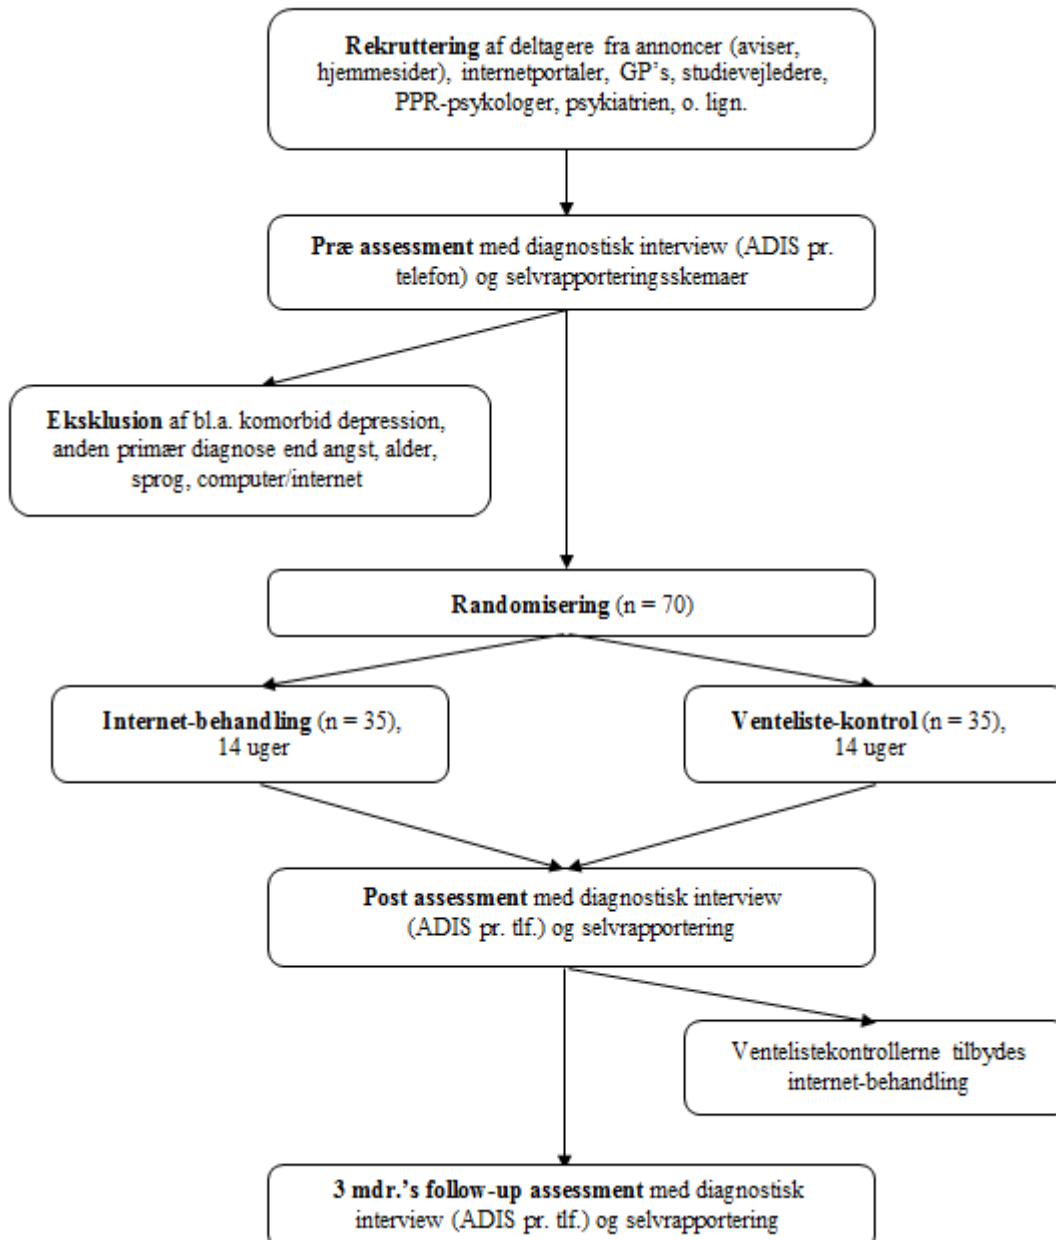 Rekruttering af deltagere fra annoncer (aviser,
hjemmesider), internetportaler, GP's, studievejledere,
PPR-psykologer, psykiatrien, o. lign.
Præ assessment med diagnostisk interview (ADIS pr.
telefon) og selvrapporteringsskemaer
Eksklusion af bl.a. komorbid depression,
anden primær diagnose end angst, alder,
sprog, computer/internet
Randomisering (n = 70)
Internet-behandling (n = 35),
14 uger
Venteliste-kontrol (n = 35),
14 uger
Post assessment med diagnostisk interview
(ADIS pr. tlf.) og selvrapportering
Ventelistekontrollerne tilbydes
internet-behandling
3 mdr.'s follow-up assessment med diagnostisk
interview (ADIS pr. tlf.) og selvrapportering